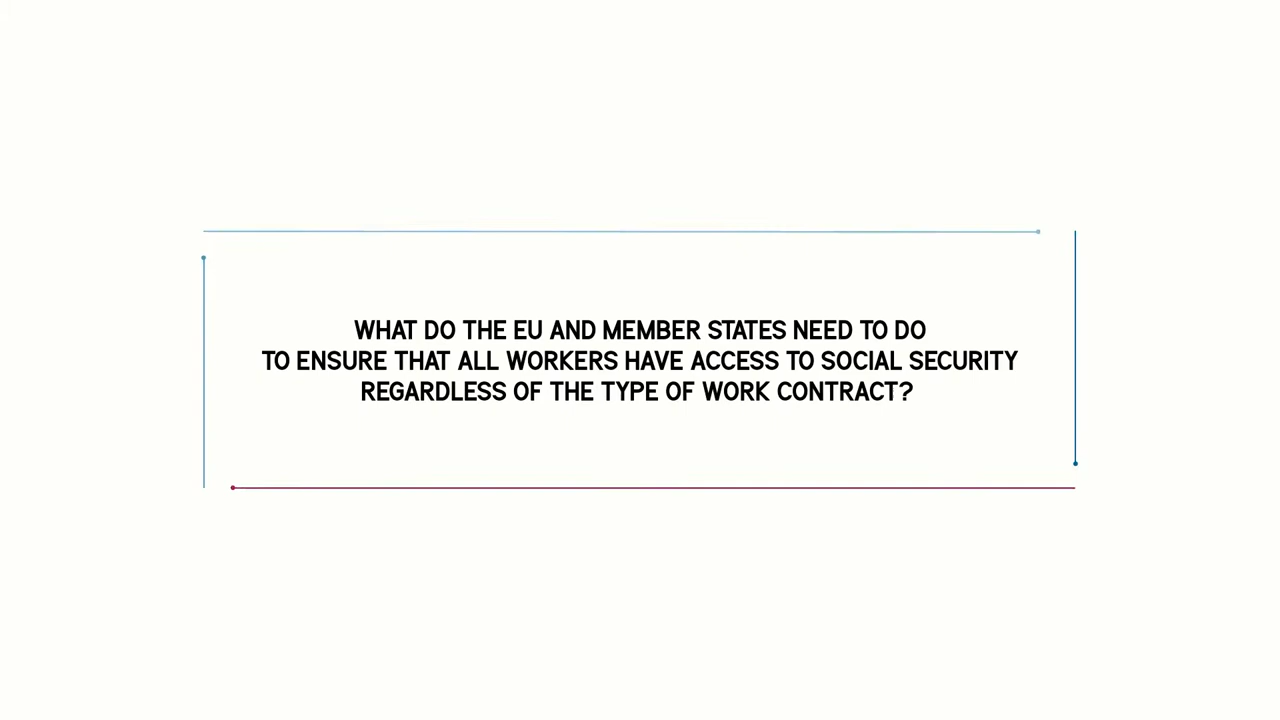 WHAT DO THE EU AND MEMBER STATES NEED TO DO
TO ENSURE THAT ALL WORKERS HAVE ACCESS TO SOCIAL SECURITY
REGARDLESS OF THE TYPE OF WORK CONTRACT?